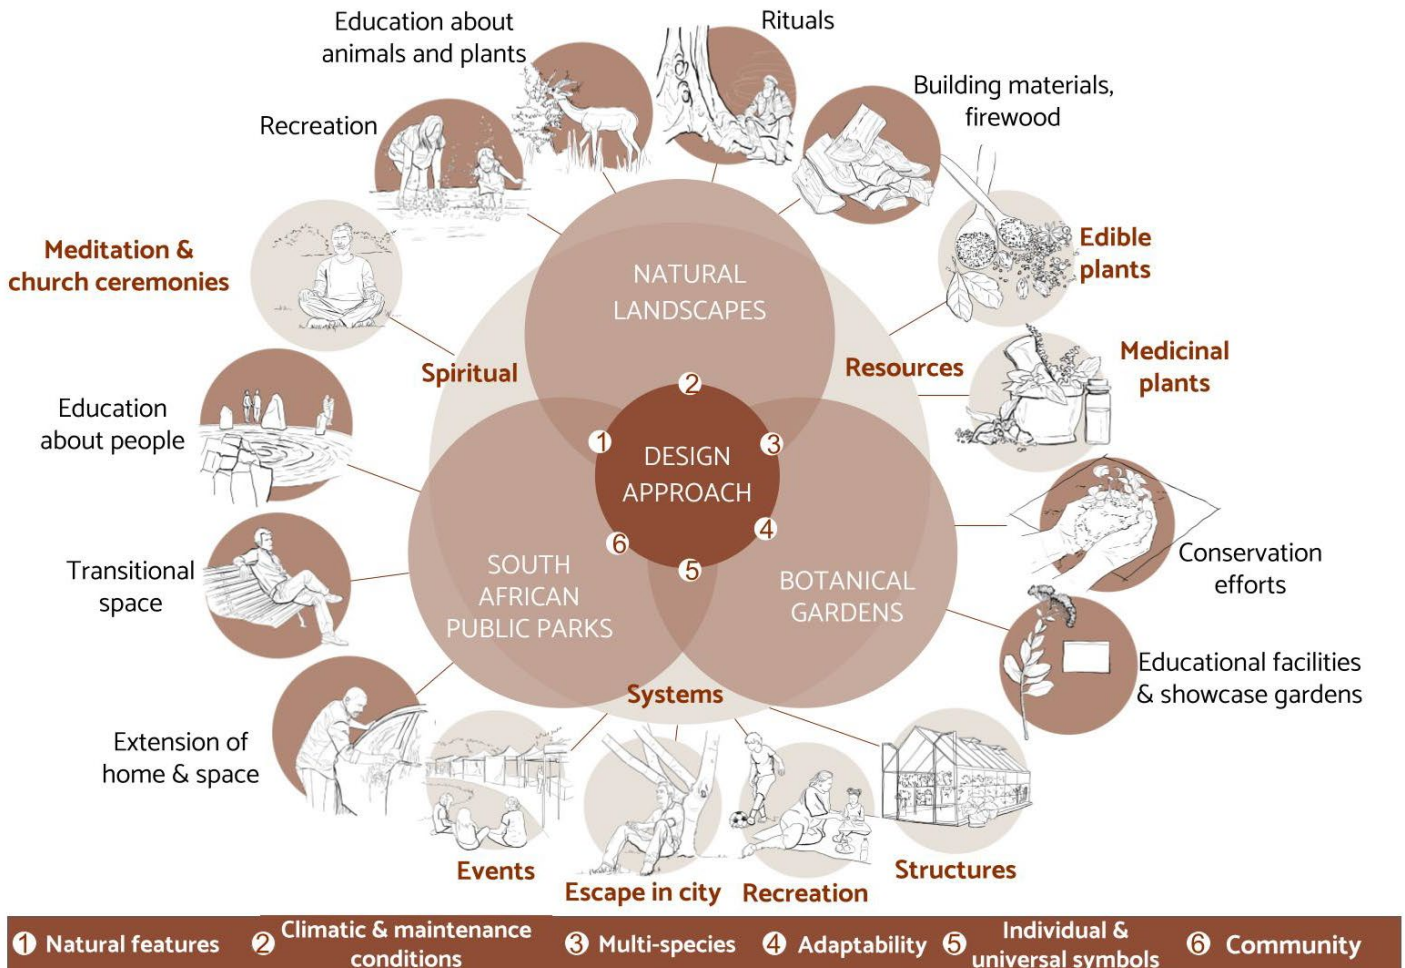 Education about
animals and plants
Rituals
Building materials,
firewood
Recreation
Edible
plants
Meditation &
church ceremonies
NATURAL
LANDSCAPES
Medicinal
plants
Spiritual
Resources
Education
about people
2
1
3
DESIGN
APPROACH
4
6
5
Conservation
efforts
Transitional
space
SOUTH
AFRICAN
PUBLIC PARKS
BOTANICAL
GARDENS
Educational facilities
& showcase gardens
Systems
Extension of
home & space
Events
Escape in city
Recreation
Structures
1 Natural features
2 Climatic & maintenance
conditions
3 Multi-species
4 Adaptability
5 Individual &
universal symbols
6 Community